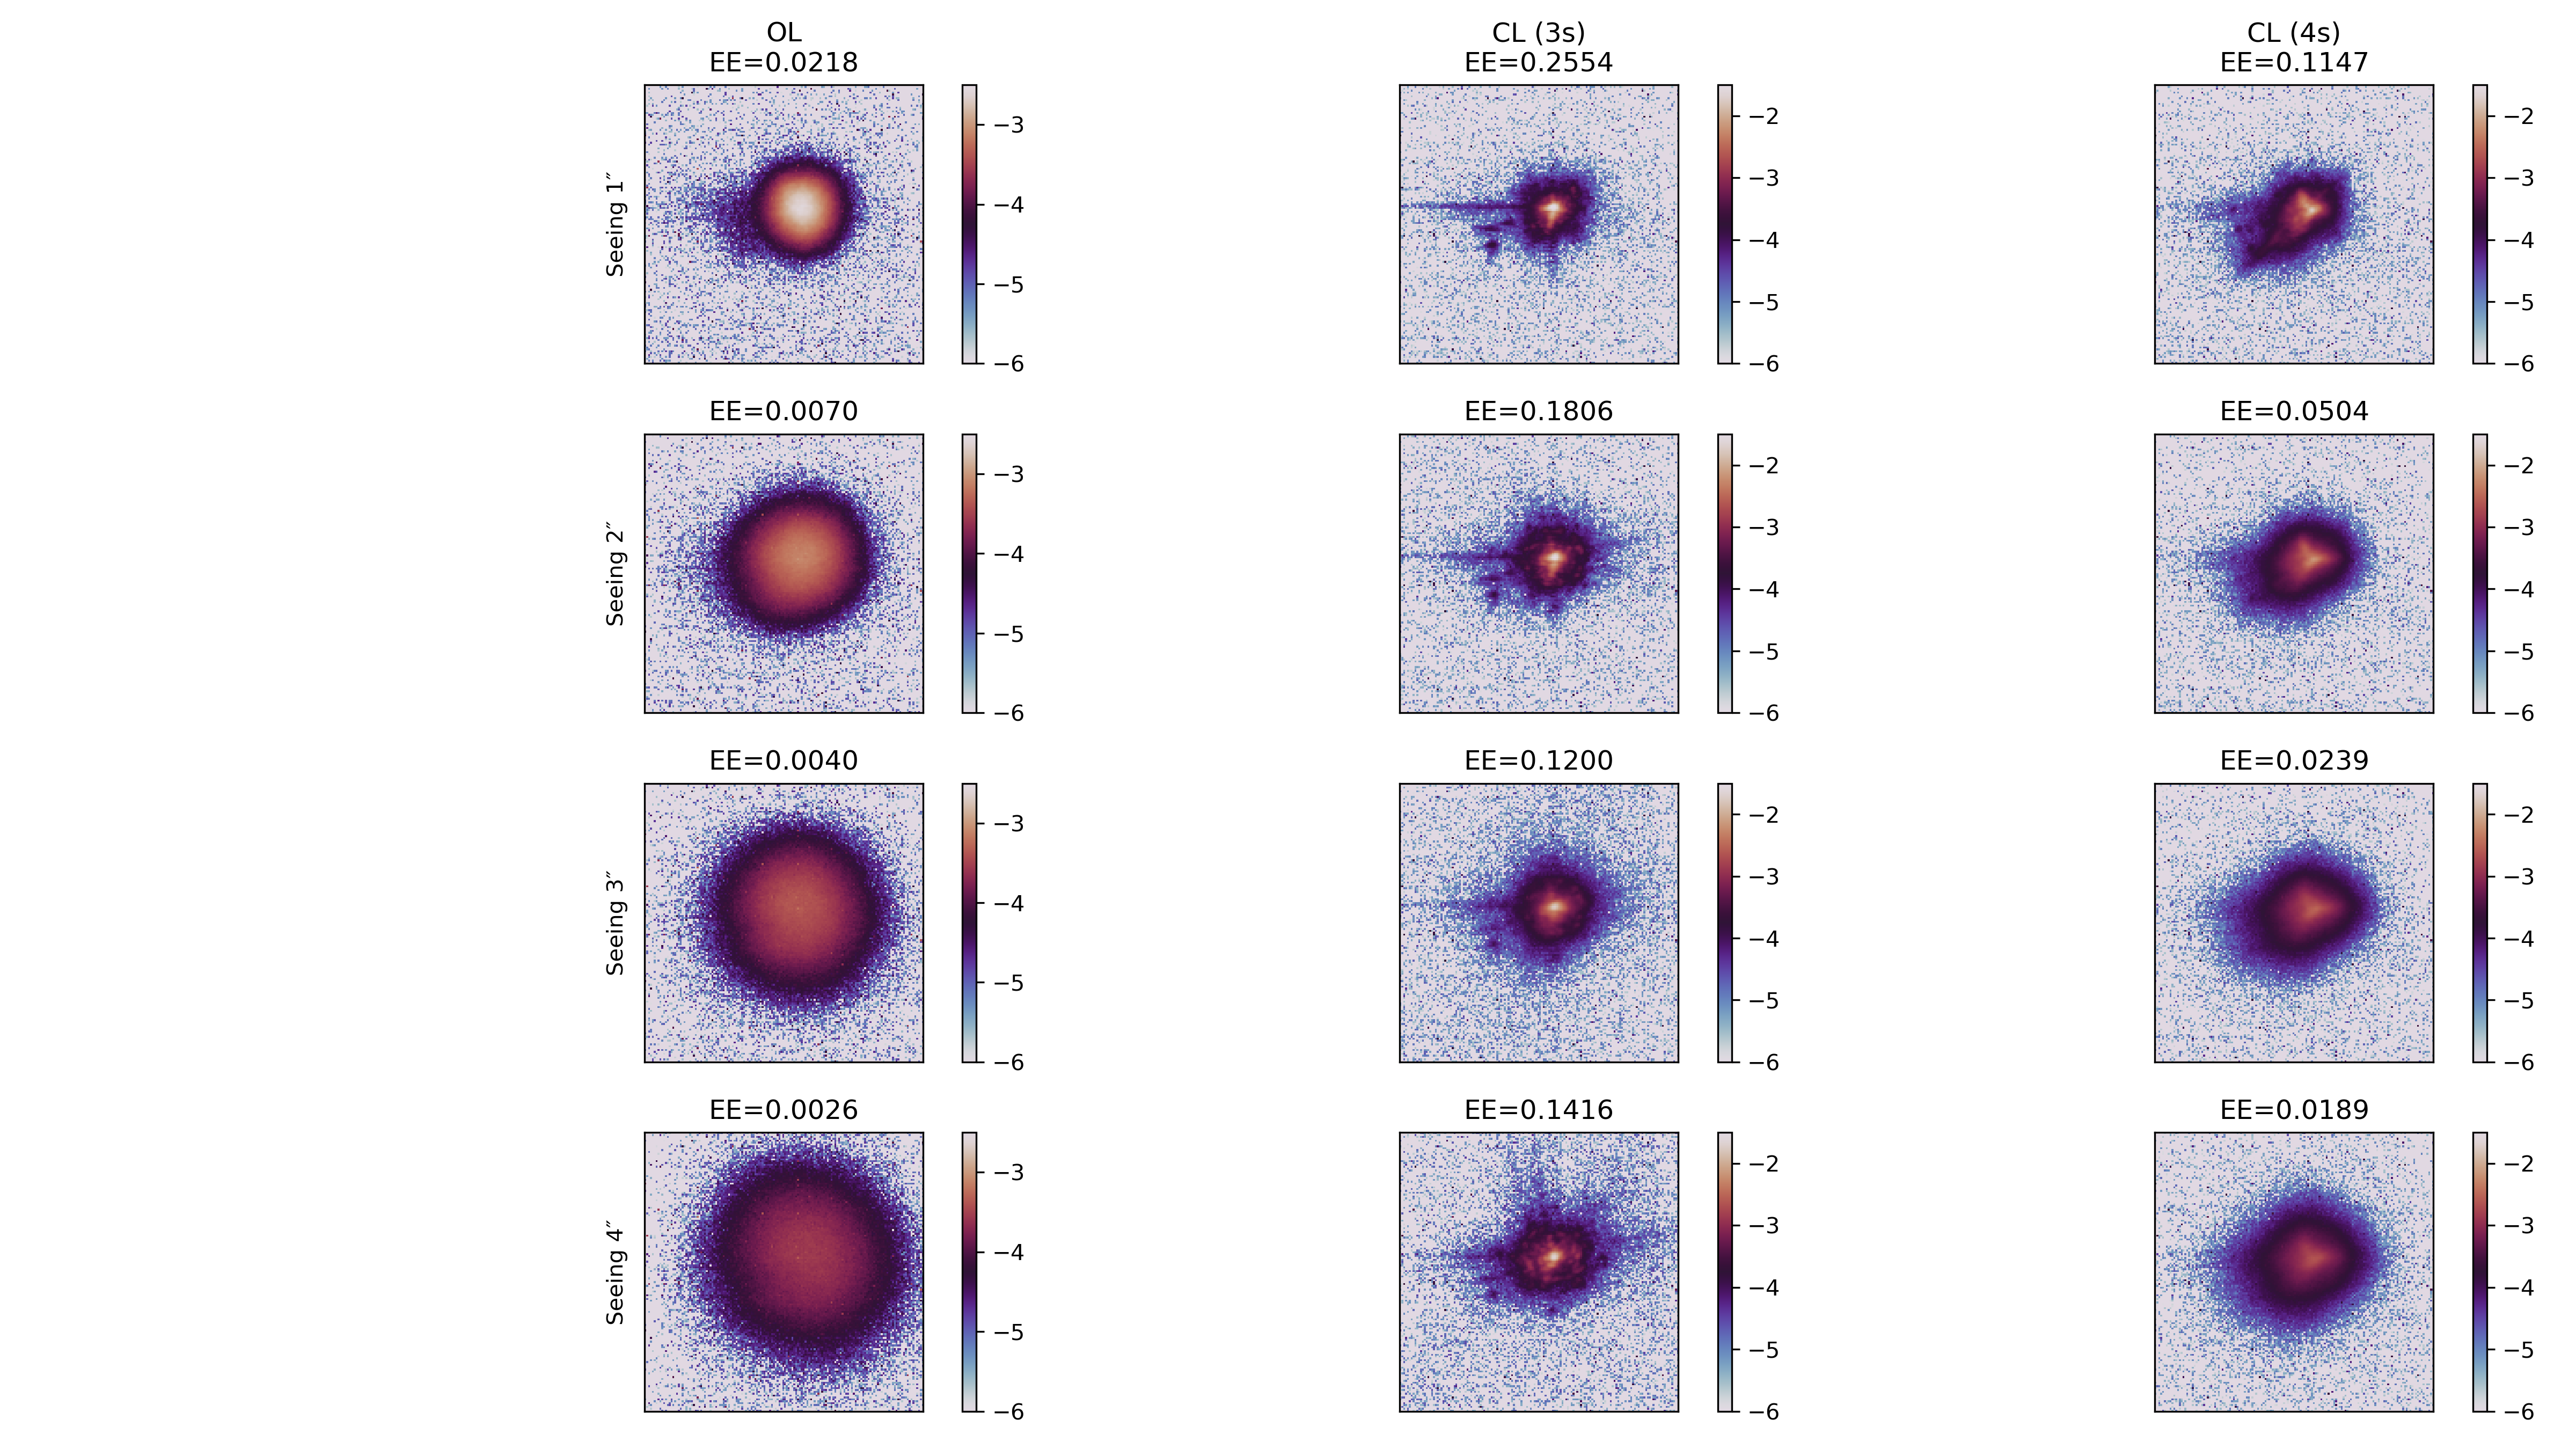 OL
EE=0.0218
CL (3s)
EE=0.2554
CL (4s)
EE=0.1147
Seeing 1″
−3
−4
−5
−6
−2
−3
−4
−5
−6
−2
−3
−4
−5
−6
EE=0.0070
EE=0.1806
EE=0.0504
Seeing 2″
−3
−4
−5
−6
−2
−3
−4
−5
−6
−2
−3
−4
−5
−6
EE=0.0040
EE=0.1200
EE=0.0239
Seeing 3″
−3
−4
−5
−6
−2
−3
−4
−5
−6
−2
−3
−4
−5
−6
EE=0.0026
EE=0.1416
EE=0.0189
Seeing 4″
−3
−4
−5
−6
−2
−3
−4
−5
−6
−2
−3
−4
−5
−6